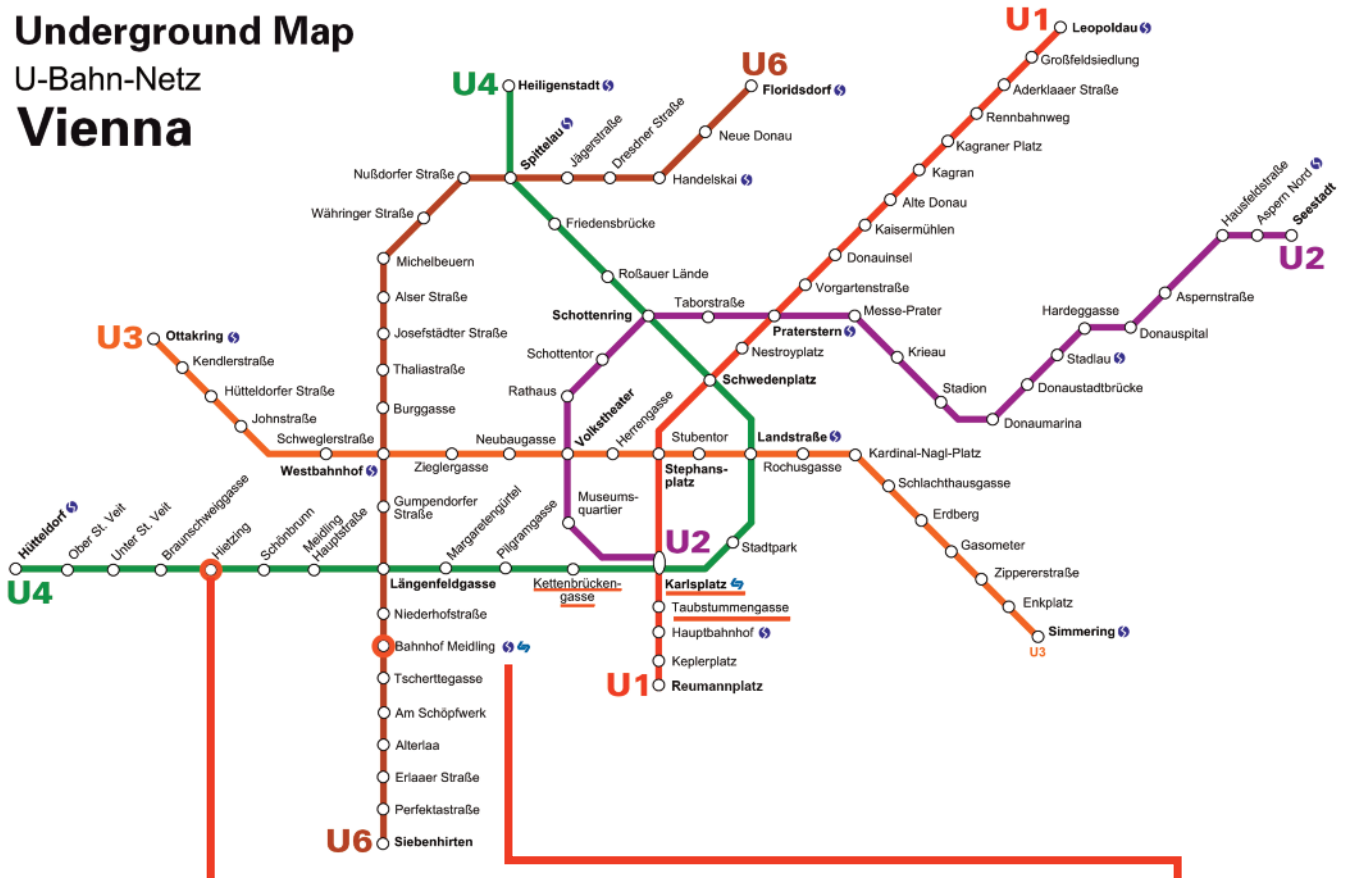 Underground Map
U-Bahn-Netz
Vienna
U1
Leopoldau
Großfeldsiedlung
Aderklaaer Straße
Rennbahnweg
Kagraner Platz
Kagran
Alte Donau
Kaisermühlen
Donauinsel
Vorgartenstraße
U4
Heiligenstadt
U6
Floridsdorf
Neue Donau
Spittelau
Jägerstraße
Dresdner Straße
Handelskai
Nußdorfer Straße
Währinger Straße
Michelbeuern
Alser Straße
Josefstädter Straße
Thaliastraße
Burggasse
Friedensbrücke
Roßauer Lände
Schottenring
Taborstraße
Praterstern
Messe-Prater
Nestroyplatz
Krieau
Stadion
Donaumarina
Donaustadtbrücke
Stadlau
Hardeggasse
Donauspital
Aspernstraße
Hausfeldstraße
Aspern Nord
Seestadt
U2
U3
Ottakring
Kendlerstraße
Hütteldorfer Straße
Johnstraße
Schweglerstraße
Westbahnhof
Zieglergasse
Neubaugasse
Volkstheater
Herrengasse
Schottentor
Rathaus
Schwedenplatz
Stubentor
Stephans-
platz
Landstraße
Rochusgasse
Kardinal-Nagl-Platz
Schlachthausgasse
Erdberg
Gasometer
Zippererstraße
Enkplatz
Simmering
U3
Gumpendorfer
Straße
Museums-
quartier
U2
Stadtpark
Hütteldorf
Ober St. Veit
Unter St. Veit
Braunschweiggasse
Hietzing
Schönbrunn
Meidling
Hauptstraße
Längenfeldgasse
Margaretengürtel
Pilgramgasse
Kettenbrücken-
gasse
Karlsplatz
U4
Taubstummengasse
Hauptbahnhof
Keplerplatz
U1
Reumannplatz
Niederhofstraße
Bahnhof Meidling
Tscherttegasse
Am Schöpfwerk
Alterlaa
Erlaaer Straße
Perfektastraße
U6
Siebenhirten